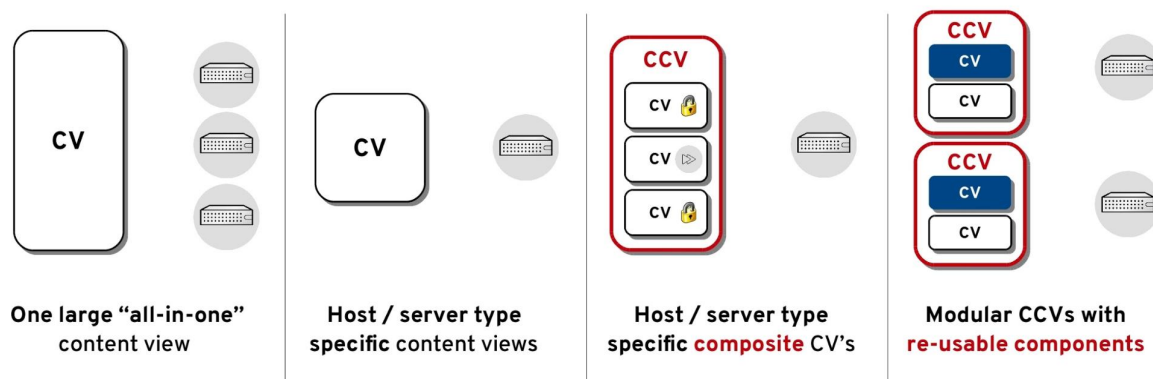 CV
One large “all-in-one”
content view
CV
Host / server type
specific content views
CCV
CV
CV
CV
Host / server type
specific composite CV's
CCV
CV
CV
CCV
CV
CV
Modular CCVs with
re-usable components